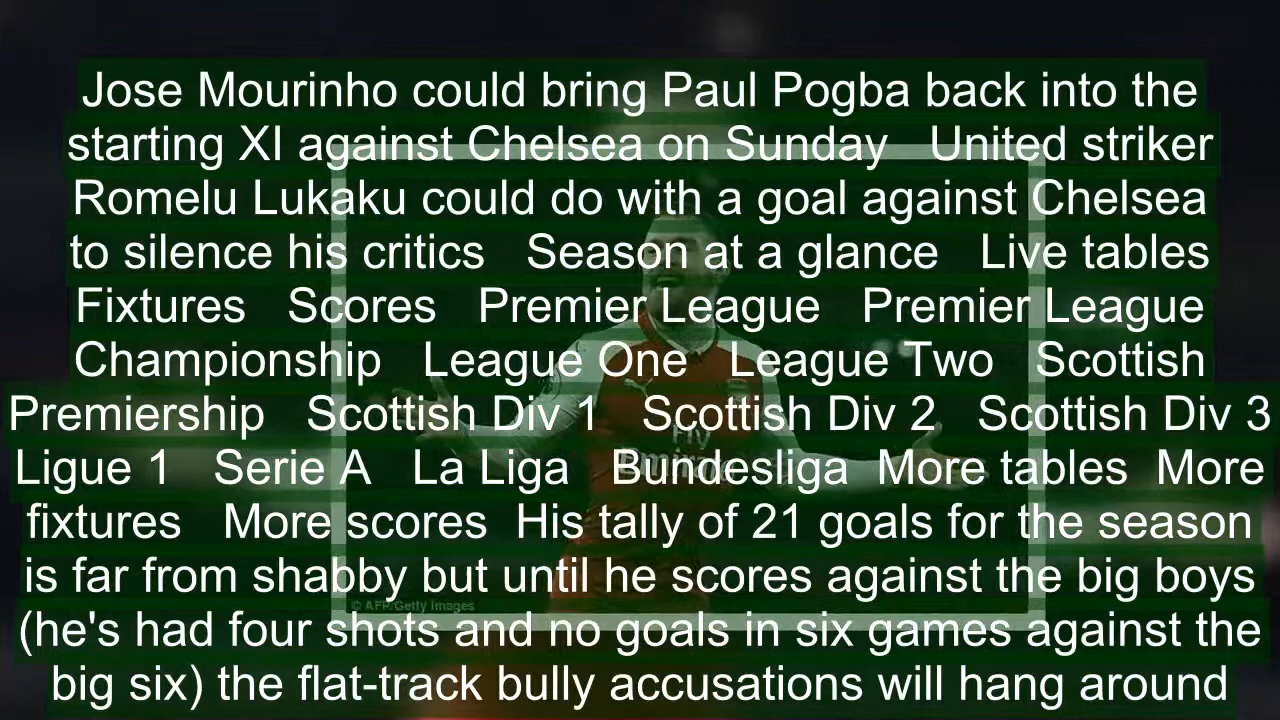 Jose Mourinho could bring Paul Pogba back into the
starting XI against Chelsea on Sunday   United striker
Romelu Lukaku could do with a goal against Chelsea
to silence his critics   Season at a glance   Live tables
Fixtures   Scores   Premier League   Premier League
Championship   League One   League Two   Scottish
Premiership   Scottish Div 1   Scottish Div 2   Scottish Div 3
Ligue 1   Serie A   La Liga   Bundesliga  More tables  More
fixtures   More scores  His tally of 21 goals for the season
is far from shabby but until he scores against the big boys
© AFP/Getty Images
(he's had four shots and no goals in six games against the
big six) the flat-track bully accusations will hang around